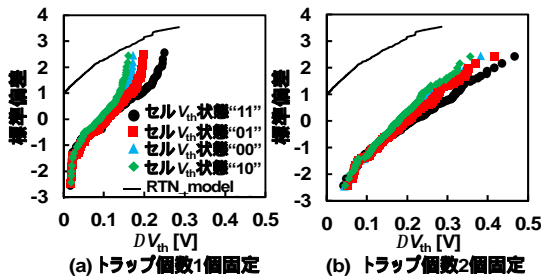 標準偏差
4
3
2
1
0
-1
-2
-3
セルVth状態“11”
セルVth状態“01”
セルVth状態“00”
セルVth状態“10”
RTN_model
0 0.1 0.2 0.3 0.4 0.5
DVth [V]
(a) トラップ個数1個固定
標準偏差
4
3
2
1
0
-1
-2
-3
0 0.1 0.2 0.3 0.4 0.5
DVth [V]
(b) トラップ個数2個固定